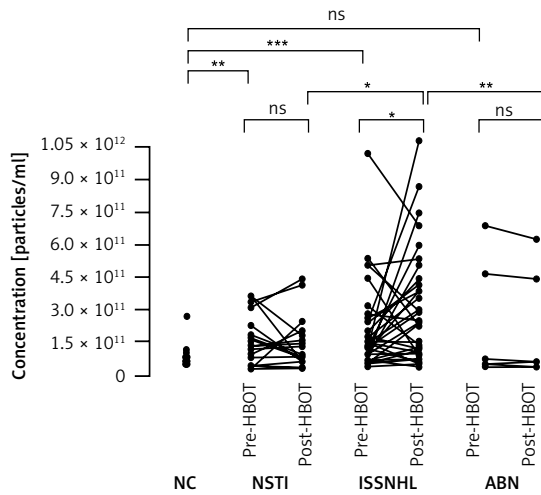 ns
***
**
*
**
ns
*
ns
Concentration [particles/ml]
1.05 × 10¹²
9.0 × 10¹¹
7.5 × 10¹¹
6.0 × 10¹¹
4.5 × 10¹¹
3.0 × 10¹¹
1.5 × 10¹¹
0
Pre-HBOT
Post-HBOT
Pre-HBOT
Post-HBOT
Pre-HBOT
Post-HBOT
NC
NSTI
ISSNHL
ABN